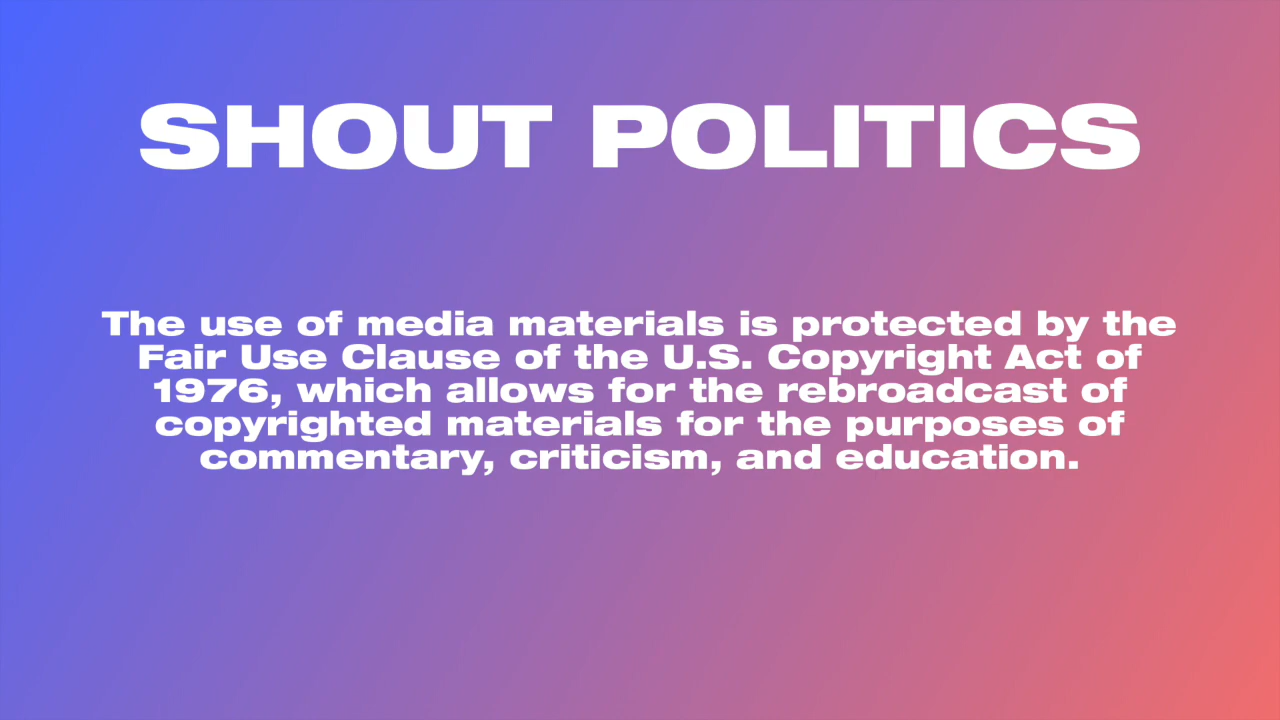 SHOUT POLITICS
The use of media materials is protected by the
Fair Use Clause of the U.S. Copyright Act of
1976, which allows for the rebroadcast of
copyrighted materials for the purposes of
commentary, criticism, and education.